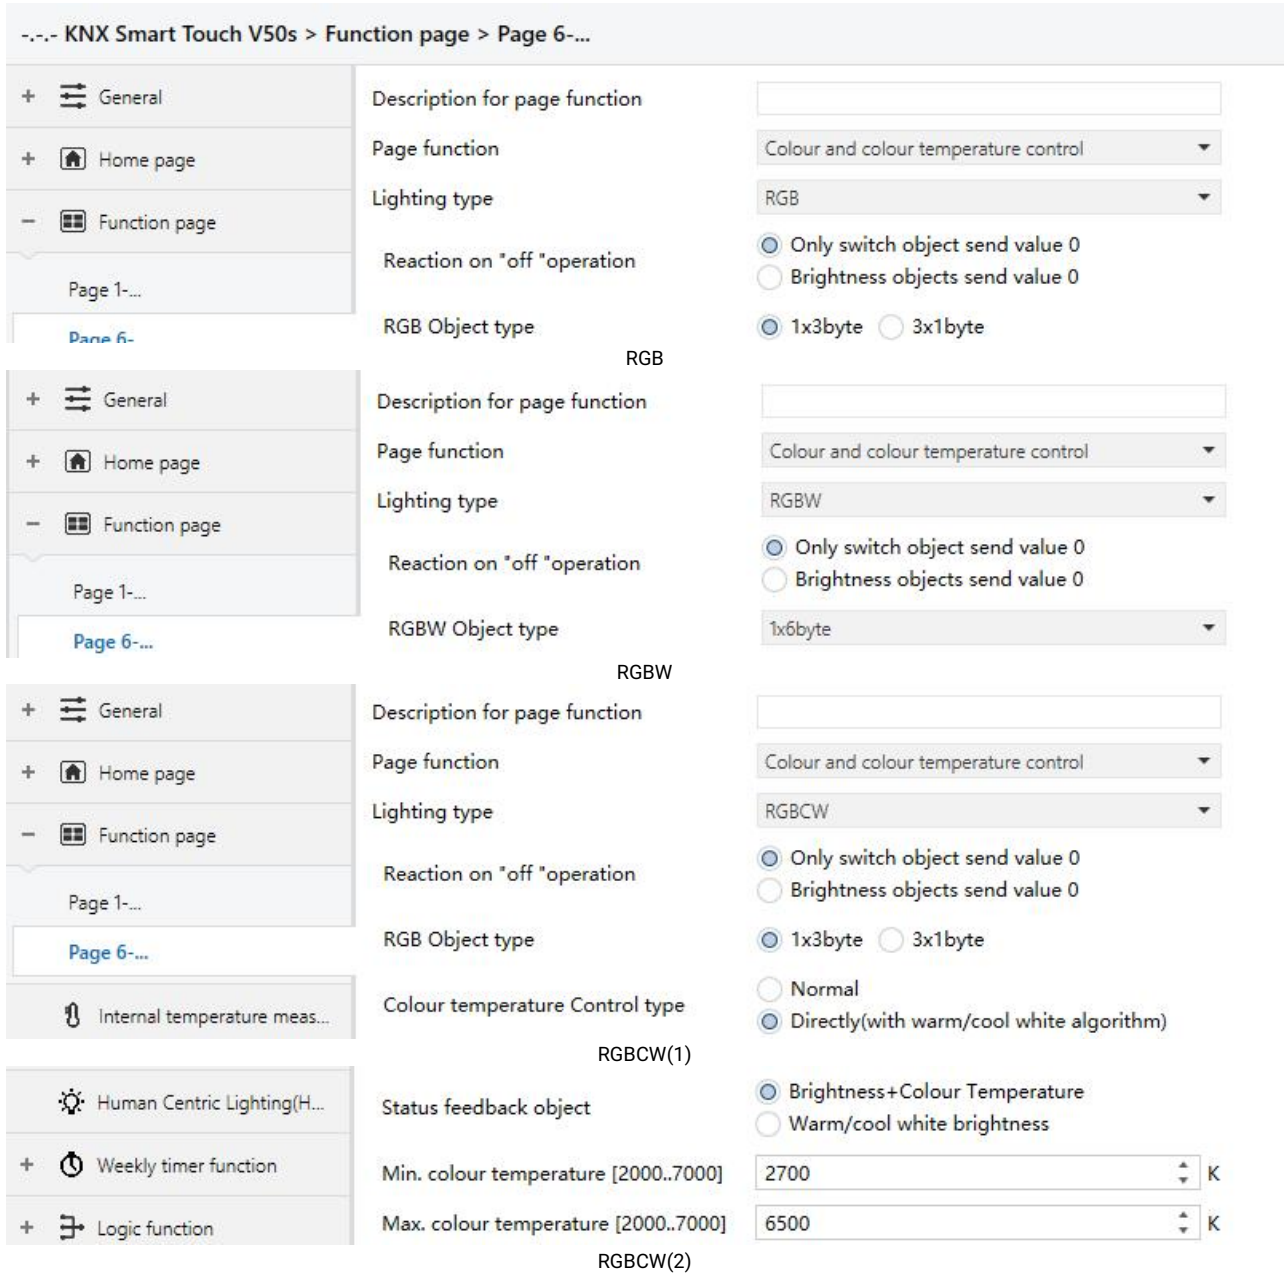 -.-.- KNX Smart Touch V50s > Function page > Page 6-...
+ General
Description for page function
Page function Colour and colour temperature control
+ Home page
Lighting type RGB
− Function page
Only switch object send value 0
Reaction on "off "operation
Brightness objects send value 0
Page 1-...
RGB Object type 1x3byte 3x1byte
Page 6-
RGB
+ General
Description for page function
Page function Colour and colour temperature control
+ Home page
Lighting type RGBW
− Function page
Only switch object send value 0
Reaction on "off "operation
Brightness objects send value 0
Page 1-...
RGBW Object type 1x6byte
Page 6-...
RGBW
+ General
Description for page function
Page function Colour and colour temperature control
+ Home page
Lighting type RGBCW
− Function page
Only switch object send value 0
Reaction on "off "operation
Brightness objects send value 0
Page 1-...
RGB Object type 1x3byte 3x1byte
Page 6-...
Normal
Colour temperature Control type
Internal temperature meas...
Directly(with warm/cool white algorithm)
RGBCW(1)
Human Centric Lighting(H...
Brightness+Colour Temperature
Status feedback object
Warm/cool white brightness
+ Weekly timer function
Min. colour temperature [2000..7000] 2700 K
+ Logic function
Max. colour temperature [2000..7000] 6500 K
RGBCW(2)